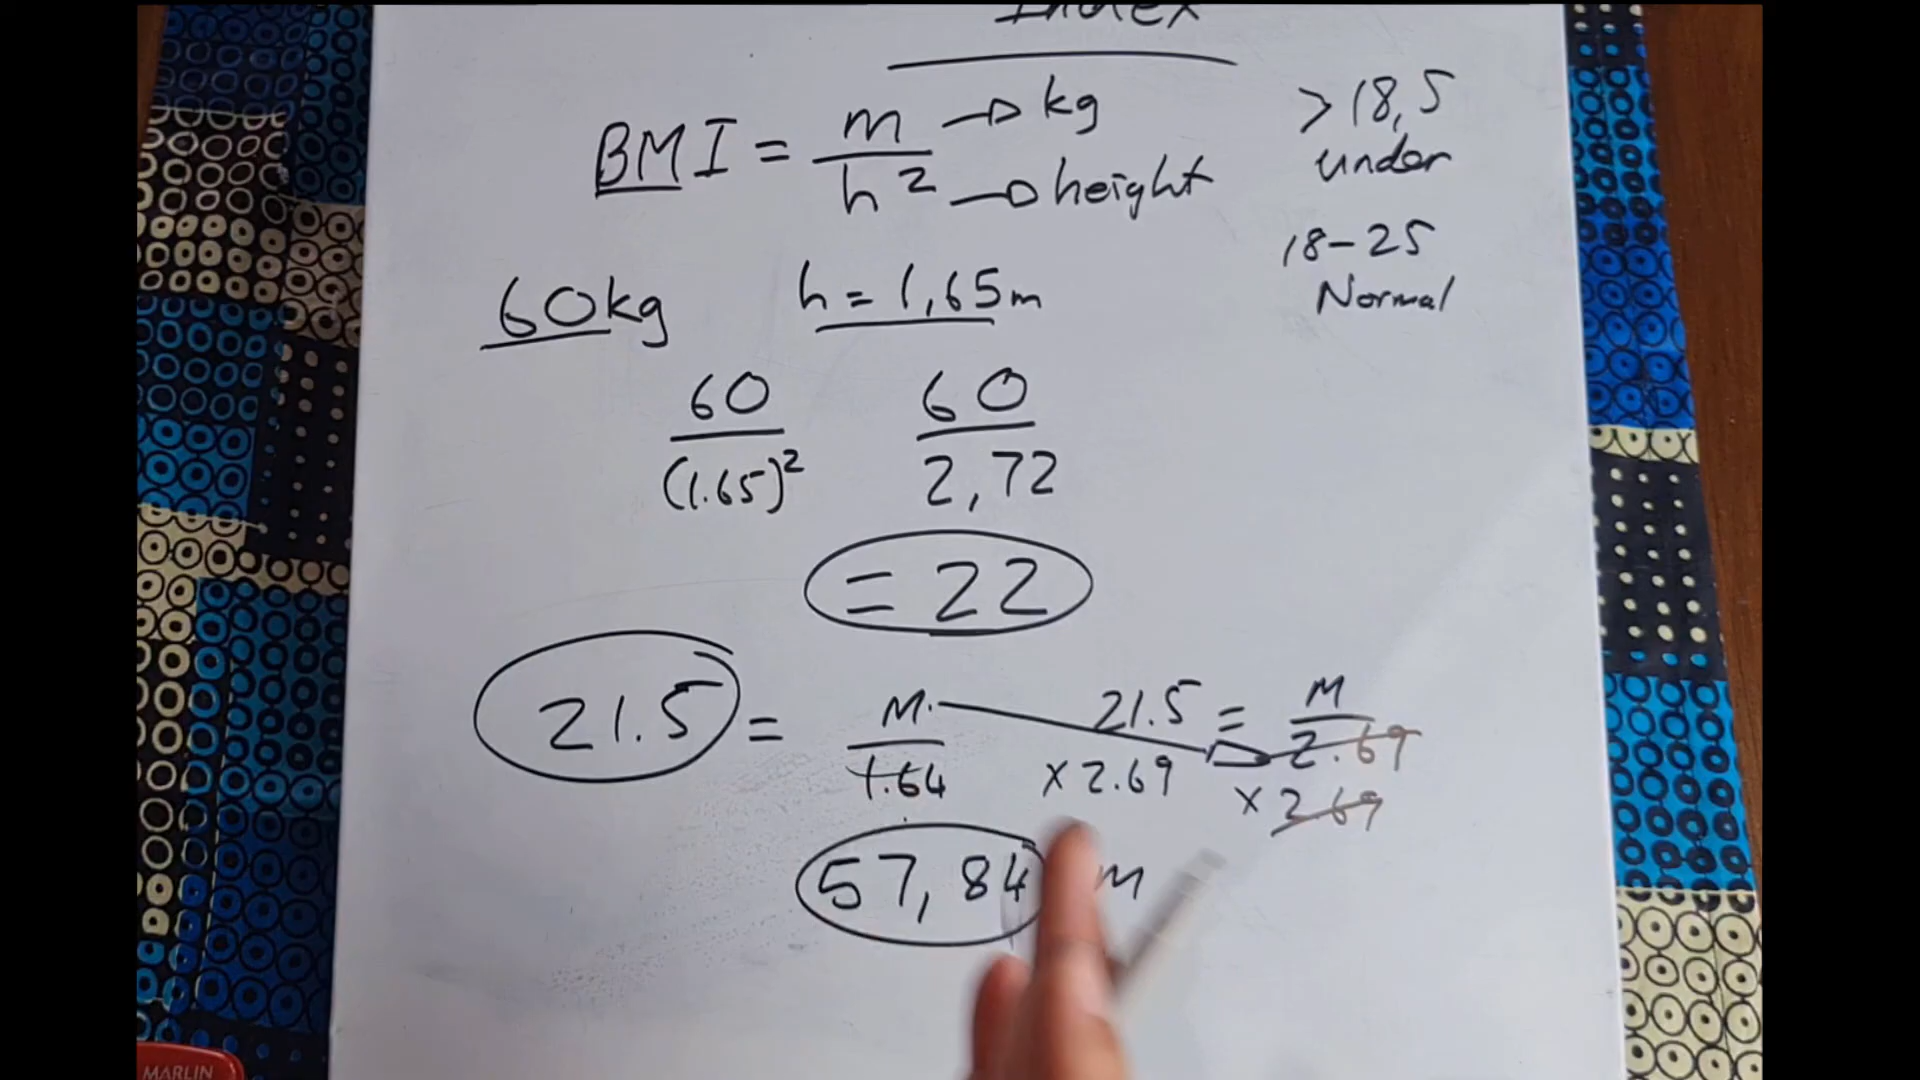 Index
BMI = m/h² → kg → height
> 18,5
under
18-25
Normal
60kg h = 1,65m
60/(1.65)² 60/2,72
= 22
21.5 = M/1.64 21.5 = M/2.69
×2.69 ×2.69
57,84 m
MARLIN